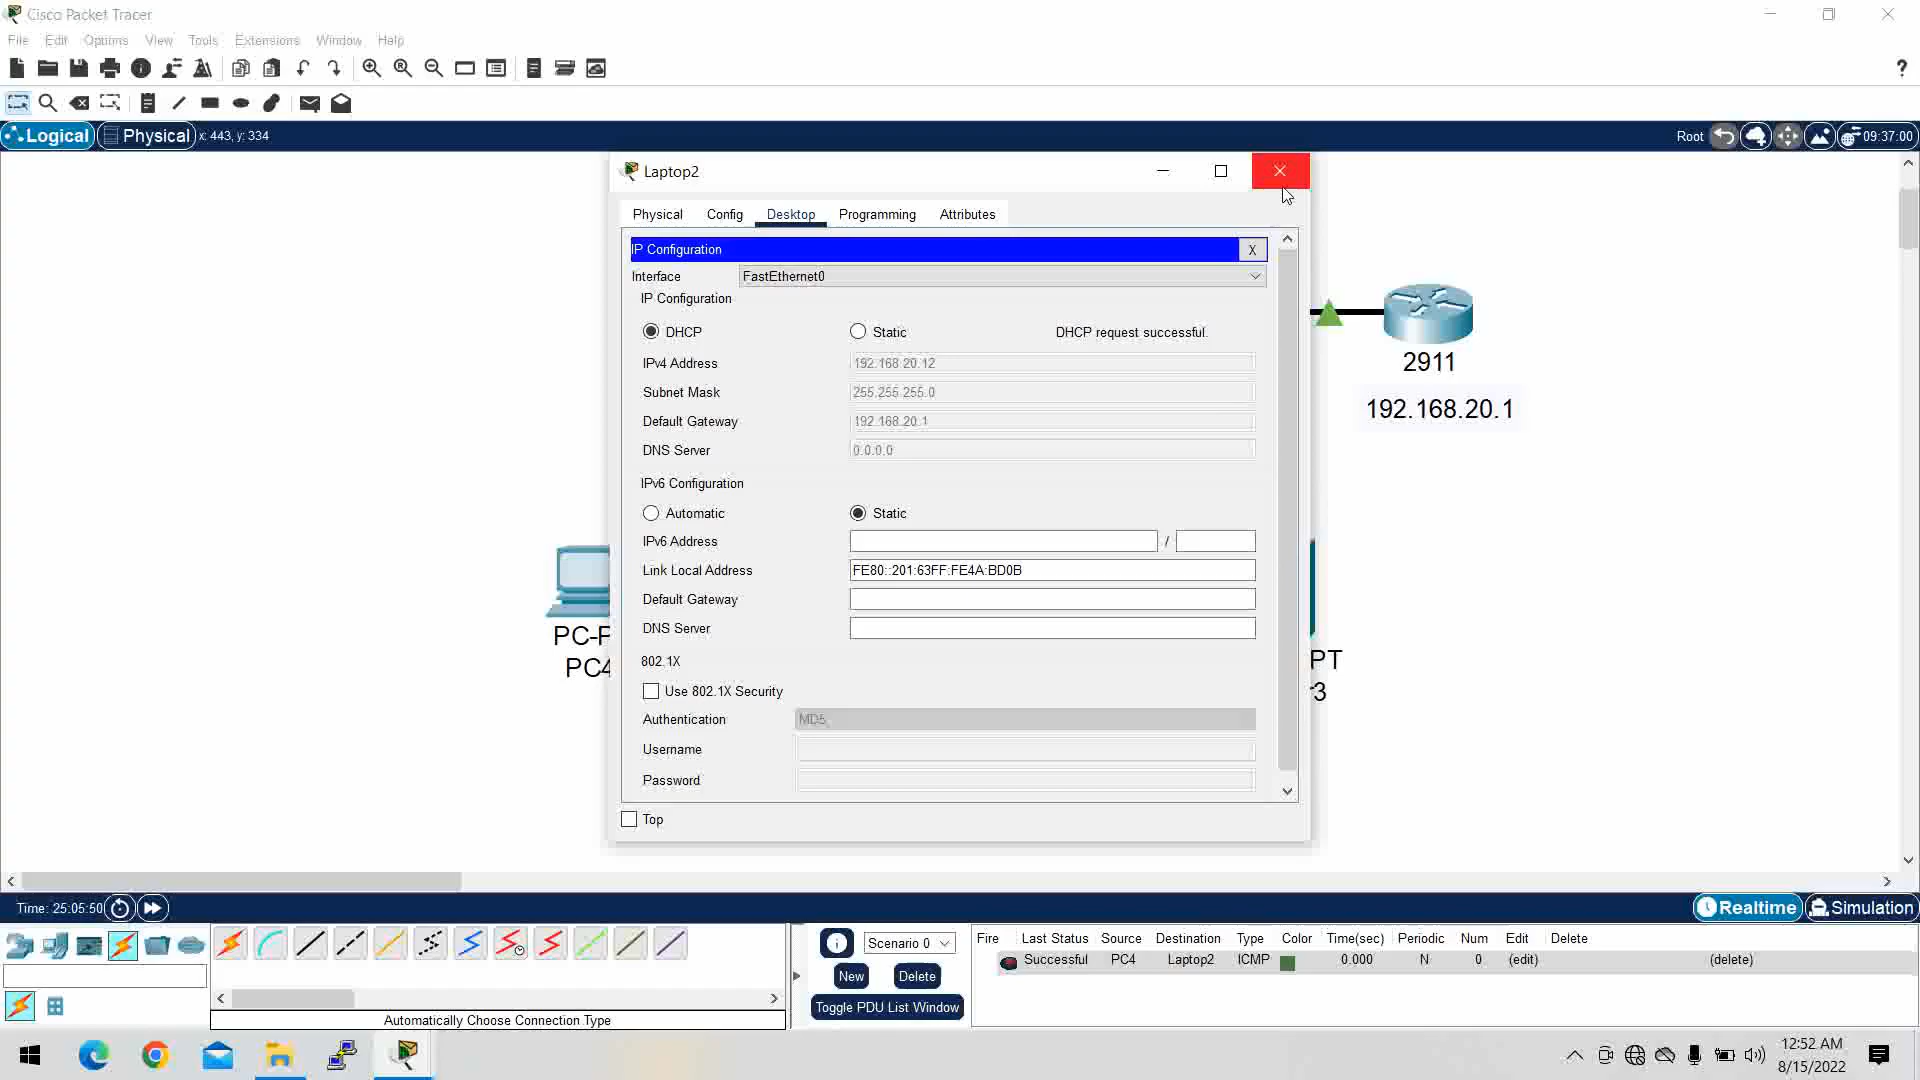 Cisco Packet Tracer
File Edit Options View Tools Extensions Window Help
?
Logical Physical x: 443, y: 334 Root 09:37:00
Laptop2
Physical Config Desktop Programming Attributes
IP Configuration X
Interface FastEthernet0
IP Configuration
DHCP Static DHCP request successful.
IPv4 Address 192.168.20.12
Subnet Mask 255.255.255.0
Default Gateway 192.168.20.1
DNS Server 0.0.0.0
IPv6 Configuration
Automatic Static
IPv6 Address /
Link Local Address FE80::201:63FF:FE4A:BD0B
Default Gateway
DNS Server
802.1X
Use 802.1X Security
Authentication MD5
Username
Password
Top
2911
192.168.20.1
PC-P
PC4
PT
r3
Time: 25:05:50 Realtime Simulation
Scenario 0
New Delete
Toggle PDU List Window
Fire Last Status Source Destination Type Color Time(sec) Periodic Num Edit Delete
Successful PC4 Laptop2 ICMP 0.000 N 0 (edit) (delete)
Automatically Choose Connection Type
12:52 AM
8/15/2022